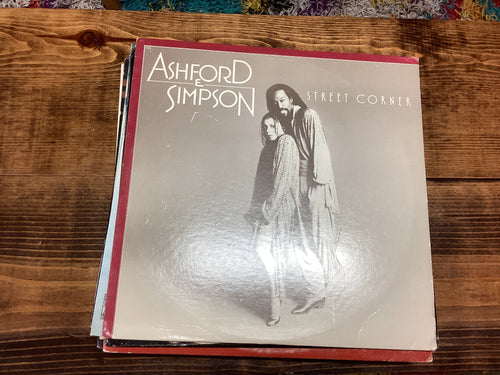 ASHFORD
&
SIMPSON
STREET CORNER